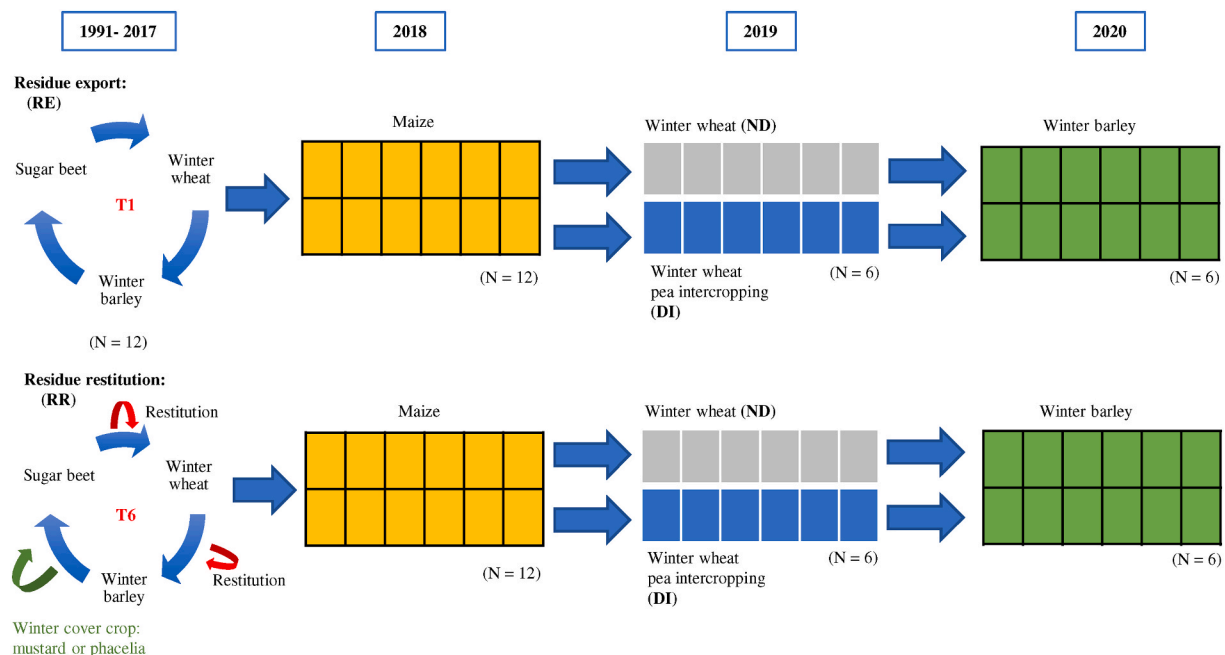 1991- 2017
2018
2019
2020
Residue export:
(RE)
Sugar beet
Winter
wheat
T1
Winter
barley
(N = 12)
Maize
(N = 12)
Winter wheat (ND)
Winter wheat
pea intercropping
(DI)
(N = 6)
Winter barley
(N = 6)
Residue restitution:
(RR)
Restitution
Sugar beet
Winter
wheat
T6
Winter
barley
Restitution
Winter cover crop:
mustard or phacelia
Maize
(N = 12)
Winter wheat (ND)
Winter wheat
pea intercropping
(DI)
(N = 6)
Winter barley
(N = 6)